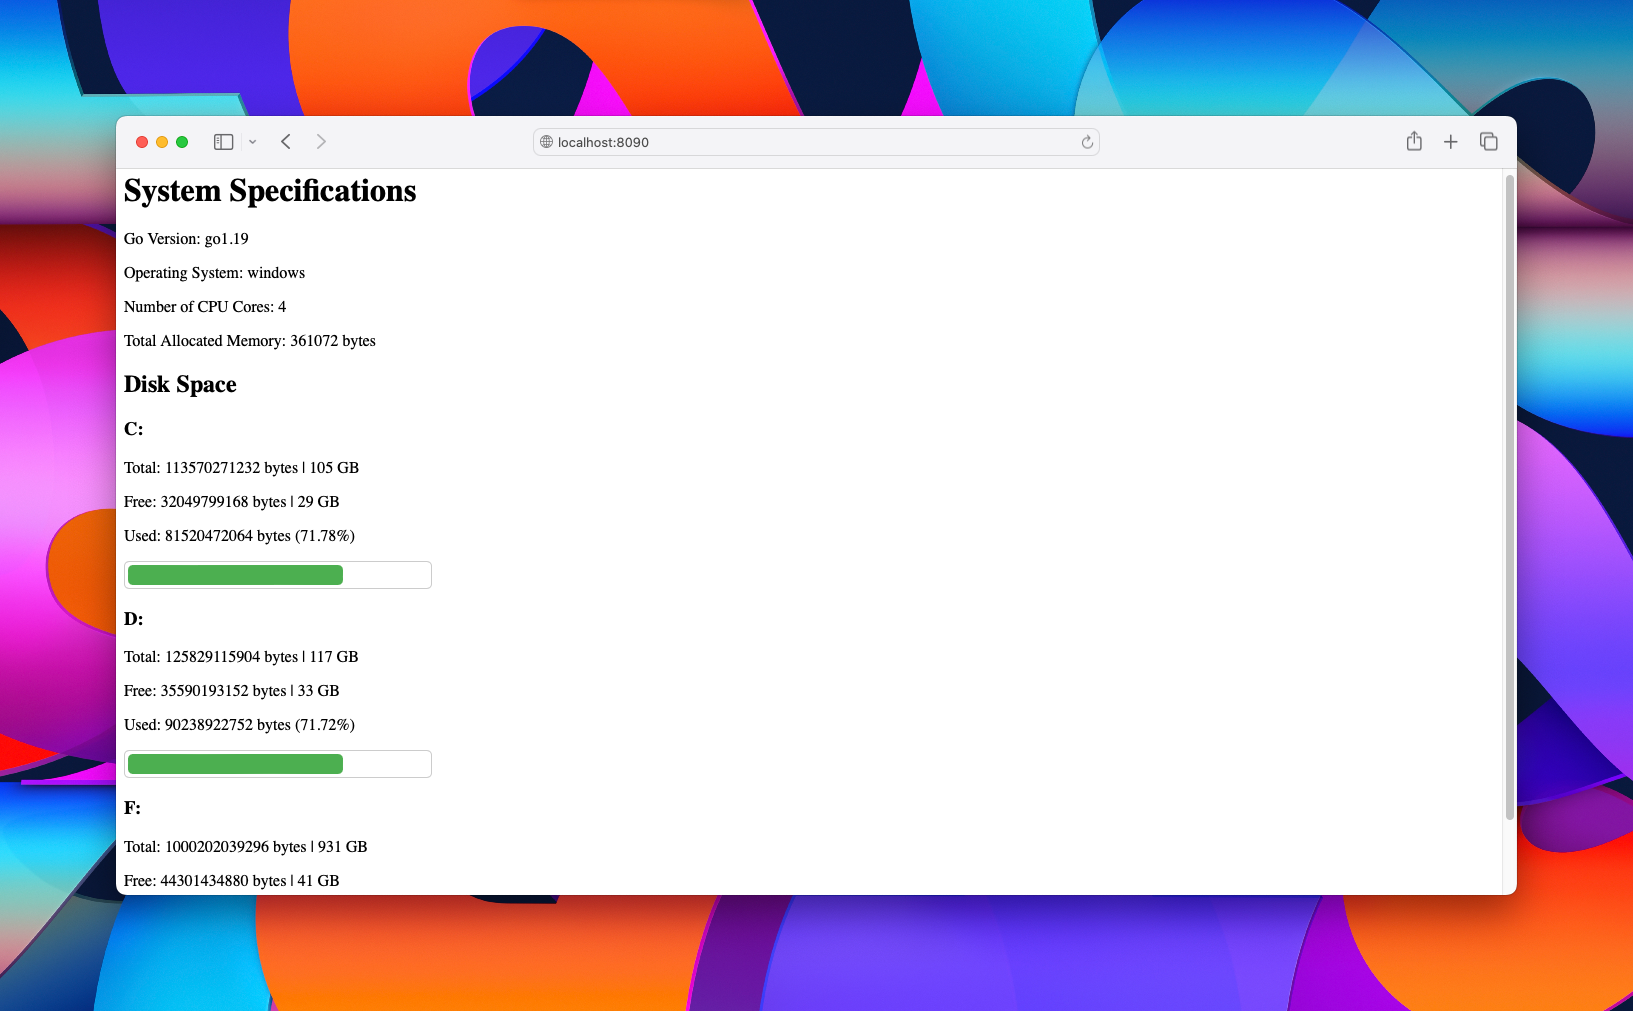 localhost:8090
System Specifications
Go Version: go1.19
Operating System: windows
Number of CPU Cores: 4
Total Allocated Memory: 361072 bytes
Disk Space
C:
Total: 113570271232 bytes | 105 GB
Free: 32049799168 bytes | 29 GB
Used: 81520472064 bytes (71.78%)
D:
Total: 125829115904 bytes | 117 GB
Free: 35590193152 bytes | 33 GB
Used: 90238922752 bytes (71.72%)
F:
Total: 1000202039296 bytes | 931 GB
Free: 44301434880 bytes | 41 GB